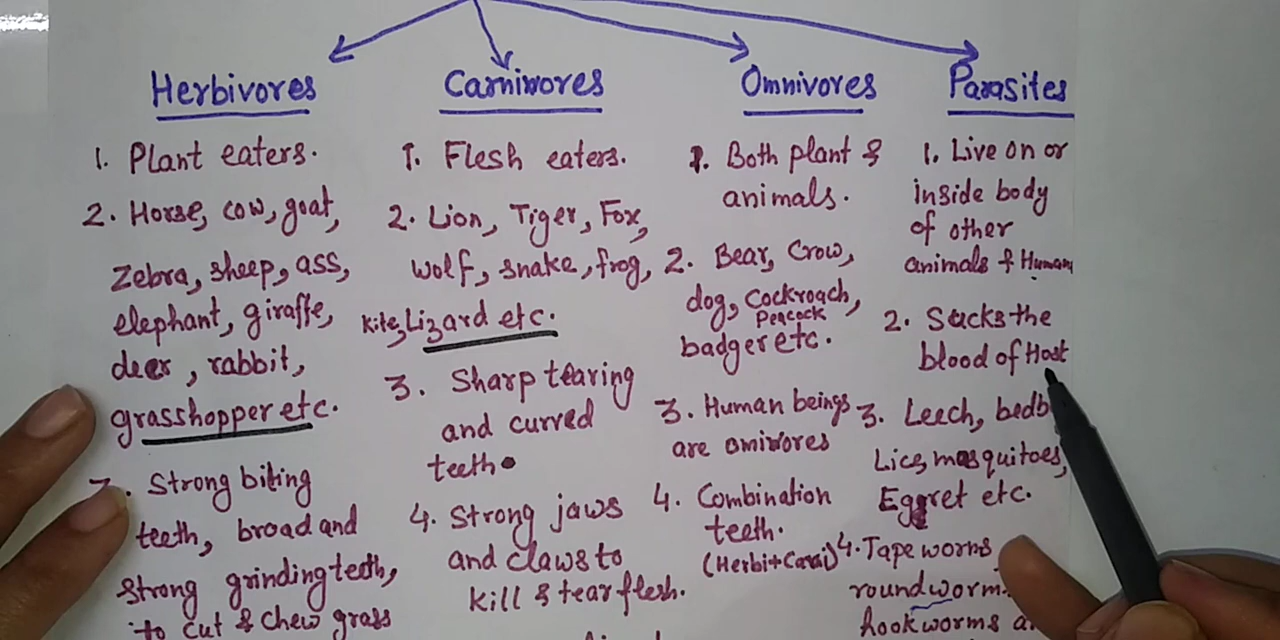 Herbivores
1. Plant eaters.
2. Horse, cow, goat,
Zebra, sheep, ass,
elephant, giraffe,
deer, rabbit,
grasshopper etc.
Strong biting
teeth, broad and
strong grinding teeth,
to cut & chew grass
Carnivores
1. Flesh eaters.
2. Lion, Tiger, Fox,
wolf, snake, frog,
kite, Lizard etc.
3. Sharp tearing
and curved
teeth
4. Strong jaws
and claws to
kill & tear flesh.
Omnivores
1. Both plant &
animals.
2. Bear, Crow,
dog, Cockroach,
Peacock
badger etc.
3. Human beings
are omnivores
4. Combination
teeth.
(Herbi+Carni)
Parasites
1. Live on or
inside body
of other
animals & Human
2. Sucks the
blood of Host
3. Leech, bedb
Lice, mosquitoes,
Eggret etc.
4. Tape worms
roundworm
hookworms a